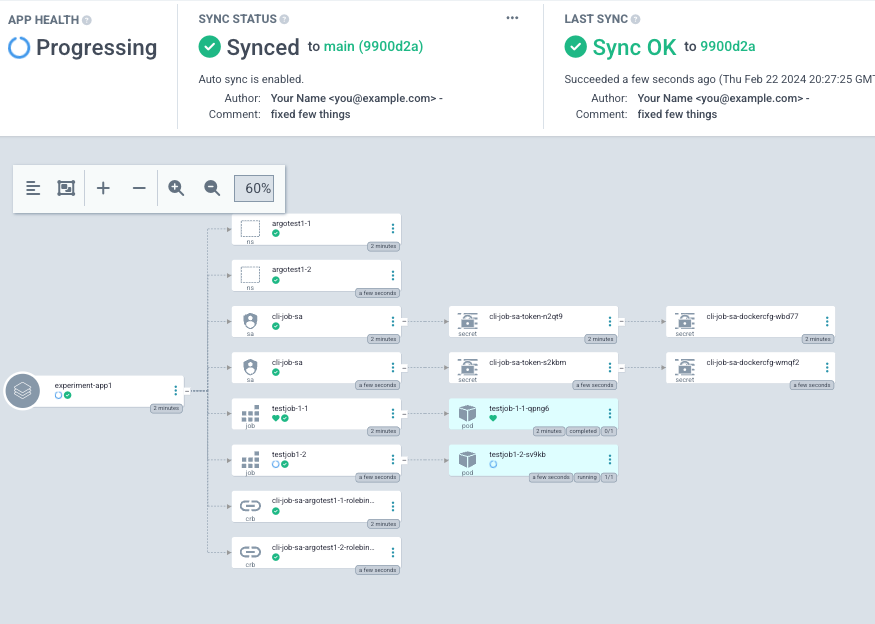 APP HEALTH
Progressing
SYNC STATUS
Synced to main (9900d2a)
Auto sync is enabled.
Author: Your Name <you@example.com> -
Comment: fixed few things
LAST SYNC
Sync OK to 9900d2a
Succeeded a few seconds ago (Thu Feb 22 2024 20:27:25 GMT
Author: Your Name <you@example.com> -
Comment: fixed few things
60%
experiment-app1
2 minutes
argotest1-1
ns
2 minutes
argotest1-2
ns
a few seconds
cli-job-sa
sa
2 minutes
cli-job-sa-token-n2qt9
secret
2 minutes
cli-job-sa-dockercfg-wbd77
secret
2 minutes
cli-job-sa
sa
a few seconds
cli-job-sa-token-s2kbm
secret
a few seconds
cli-job-sa-dockercfg-wmqf2
secret
a few seconds
testjob-1-1
job
2 minutes
testjob-1-1-qpng6
pod
2 minutes completed 0/1
testjob1-2
job
a few seconds
testjob1-2-sv9kb
pod
a few seconds running 1/1
cli-job-sa-argotest1-1-rolebin...
crb
2 minutes
cli-job-sa-argotest1-2-rolebin...
crb
a few seconds